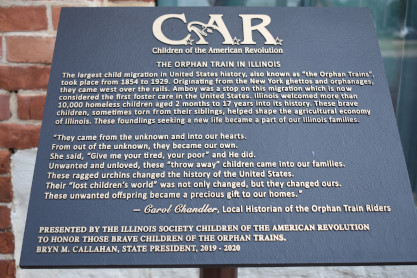 CAR
Children of the American Revolution
THE ORPHAN TRAIN IN ILLINOIS
The largest child migration in United States history, also known as "the Orphan Trains",
took place from 1854 to 1929. Originating from the New York ghettos and orphanages,
they came west over the rails. Amboy was a stop on this migration which is now
considered the first foster care in the United States. Illinois welcomed more than
10,000 homeless children aged 2 months to 17 years into its history. These brave
children, sometimes torn from their siblings, helped shape the agricultural economy
of Illinois. These foundlings seeking a new life became a part of our Illinois families.
"They came from the unknown and into our hearts.
From out of the unknown, they became our own.
She said, "Give me your tired, your poor" and He did.
Unwanted and unloved, these "throw away" children came into our families.
These ragged urchins changed the history of the United States.
Their "lost children's world" was not only changed, but they changed ours.
These unwanted offspring became a precious gift to our homes."
— Carol Chandler, Local Historian of the Orphan Train Riders
PRESENTED BY THE ILLINOIS SOCIETY CHILDREN OF THE AMERICAN REVOLUTION
TO HONOR THOSE BRAVE CHILDREN OF THE ORPHAN TRAINS.
BRYN M. CALLAHAN, STATE PRESIDENT, 2019 - 2020